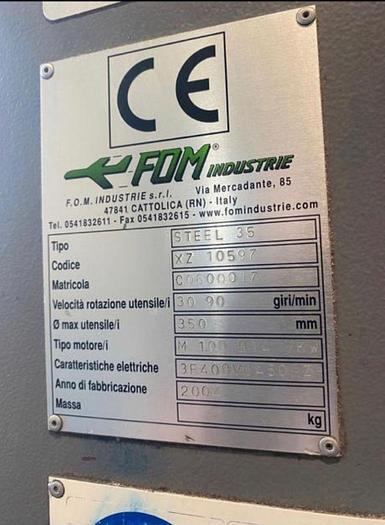 CE
FOM® INDUSTRIE
F.O.M. INDUSTRIE s.r.l. Via Mercadante, 85
47841 CATTOLICA (RN) - Italy
Tel. 0541832611 - Fax 0541832615 - www.fomindustrie.com
Tipo STEEL 35
Codice XZ 10597
Matricola
Velocità rotazione utensile/i 30 90 giri/min
Ø max utensile/i 350 mm
Tipo motore/i M 100
Caratteristiche elettriche
Anno di fabbricazione
Massa kg